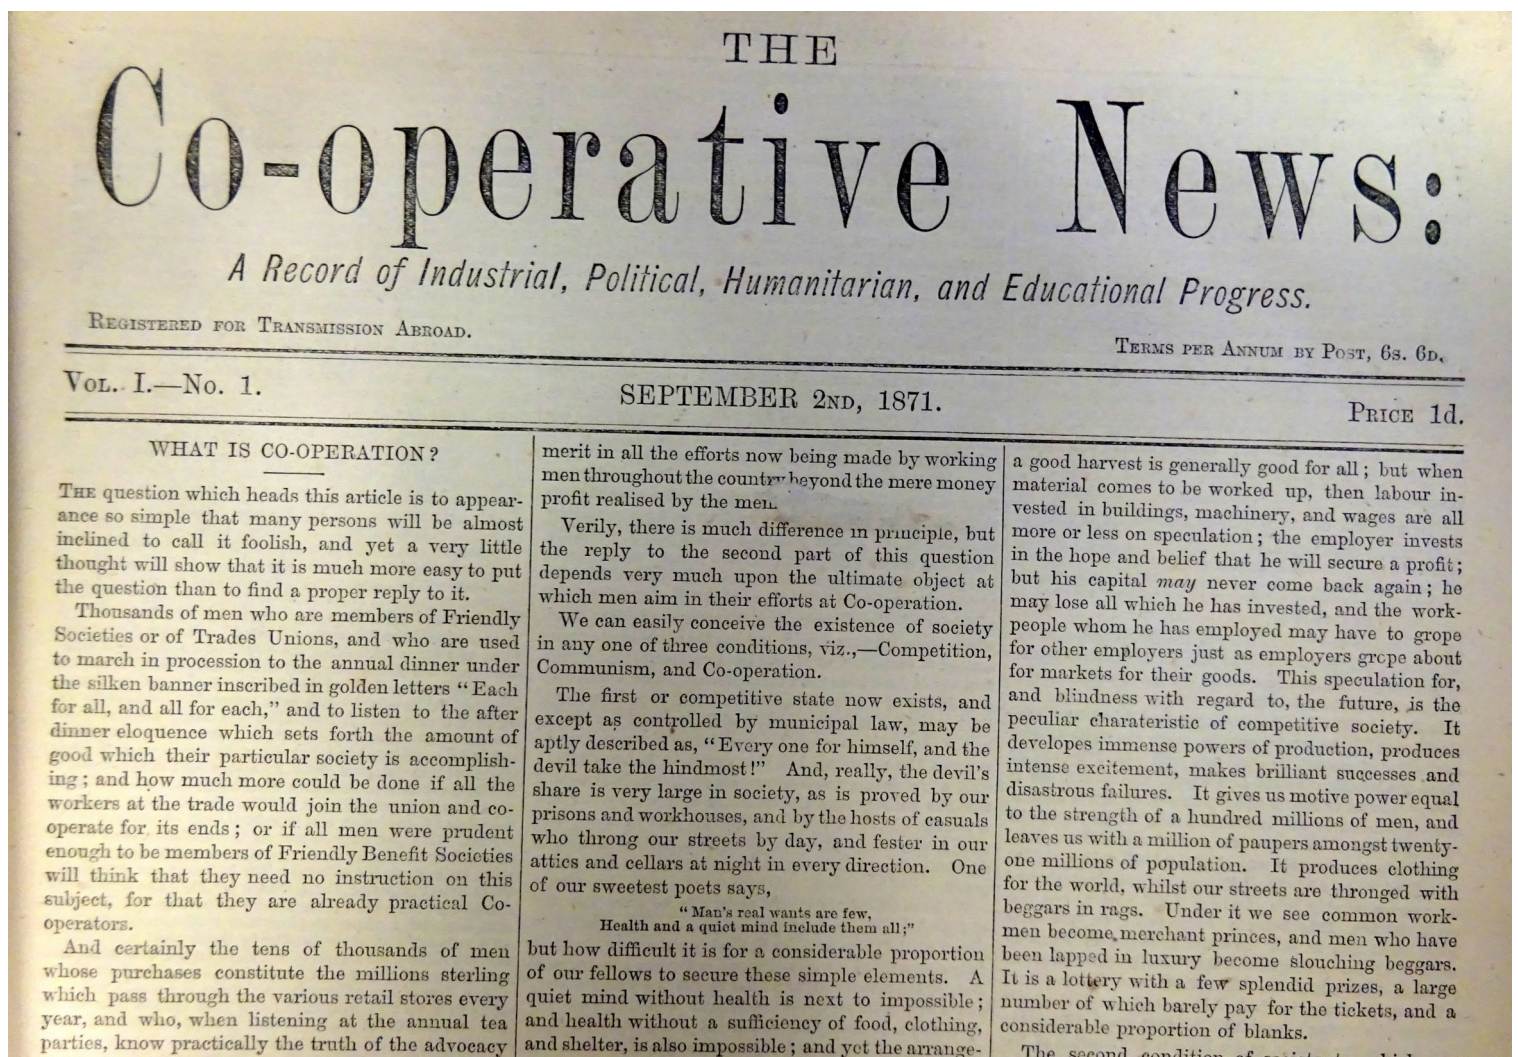 THE
Co-operative News:
A Record of Industrial, Political, Humanitarian, and Educational Progress.
REGISTERED FOR TRANSMISSION ABROAD.
TERMS PER ANNUM BY POST, 6S. 6D.
VOL. I.—No. 1.
SEPTEMBER 2ND, 1871.
PRICE 1d.
WHAT IS CO-OPERATION?
THE question which heads this article is to appear-
ance so simple that many persons will be almost
inclined to call it foolish, and yet a very little
thought will show that it is much more easy to put
the question than to find a proper reply to it.
Thousands of men who are members of Friendly
Societies or of Trades Unions, and who are used
to march in procession to the annual dinner under
the silken banner inscribed in golden letters "Each
for all, and all for each," and to listen to the after
dinner eloquence which sets forth the amount of
good which their particular society is accomplish-
ing; and how much more could be done if all the
workers at the trade would join the union and co-
operate for its ends; or if all men were prudent
enough to be members of Friendly Benefit Societies
will think that they need no instruction on this
subject, for that they are already practical Co-
operators.
And certainly the tens of thousands of men
whose purchases constitute the millions sterling
which pass through the various retail stores every
year, and who, when listening at the annual tea
parties, know practically the truth of the advocacy
merit in all the efforts now being made by working
men throughout the country beyond the mere money
profit realised by the men.
Verily, there is much difference in principle, but
the reply to the second part of this question
depends very much upon the ultimate object at
which men aim in their efforts at Co-operation.
We can easily conceive the existence of society
in any one of three conditions, viz.,—Competition,
Communism, and Co-operation.
The first or competitive state now exists, and
except as controlled by municipal law, may be
aptly described as, "Every one for himself, and the
devil take the hindmost!" And, really, the devil's
share is very large in society, as is proved by our
prisons and workhouses, and by the hosts of casuals
who throng our streets by day, and fester in our
attics and cellars at night in every direction. One
of our sweetest poets says,
"Man's real wants are few,
Health and a quiet mind include them all;"
but how difficult it is for a considerable proportion
of our fellows to secure these simple elements. A
quiet mind without health is next to impossible;
and health without a sufficiency of food, clothing,
and shelter, is also impossible; and yet the arrange-
a good harvest is generally good for all; but when
material comes to be worked up, then labour in-
vested in buildings, machinery, and wages are all
more or less on speculation; the employer invests
in the hope and belief that he will secure a profit;
but his capital may never come back again; he
may lose all which he has invested, and the work-
people whom he has employed may have to grope
for other employers just as employers grope about
for markets for their goods. This speculation for,
and blindness with regard to, the future, is the
peculiar charateristic of competitive society. It
developes immense powers of production, produces
intense excitement, makes brilliant successes and
disastrous failures. It gives us motive power equal
to the strength of a hundred millions of men, and
leaves us with a million of paupers amongst twenty-
one millions of population. It produces clothing
for the world, whilst our streets are thronged with
beggars in rags. Under it we see common work-
men become merchant princes, and men who have
been lapped in luxury become slouching beggars.
It is a lottery with a few splendid prizes, a large
number of which barely pay for the tickets, and a
considerable proportion of blanks.
The second condition of society